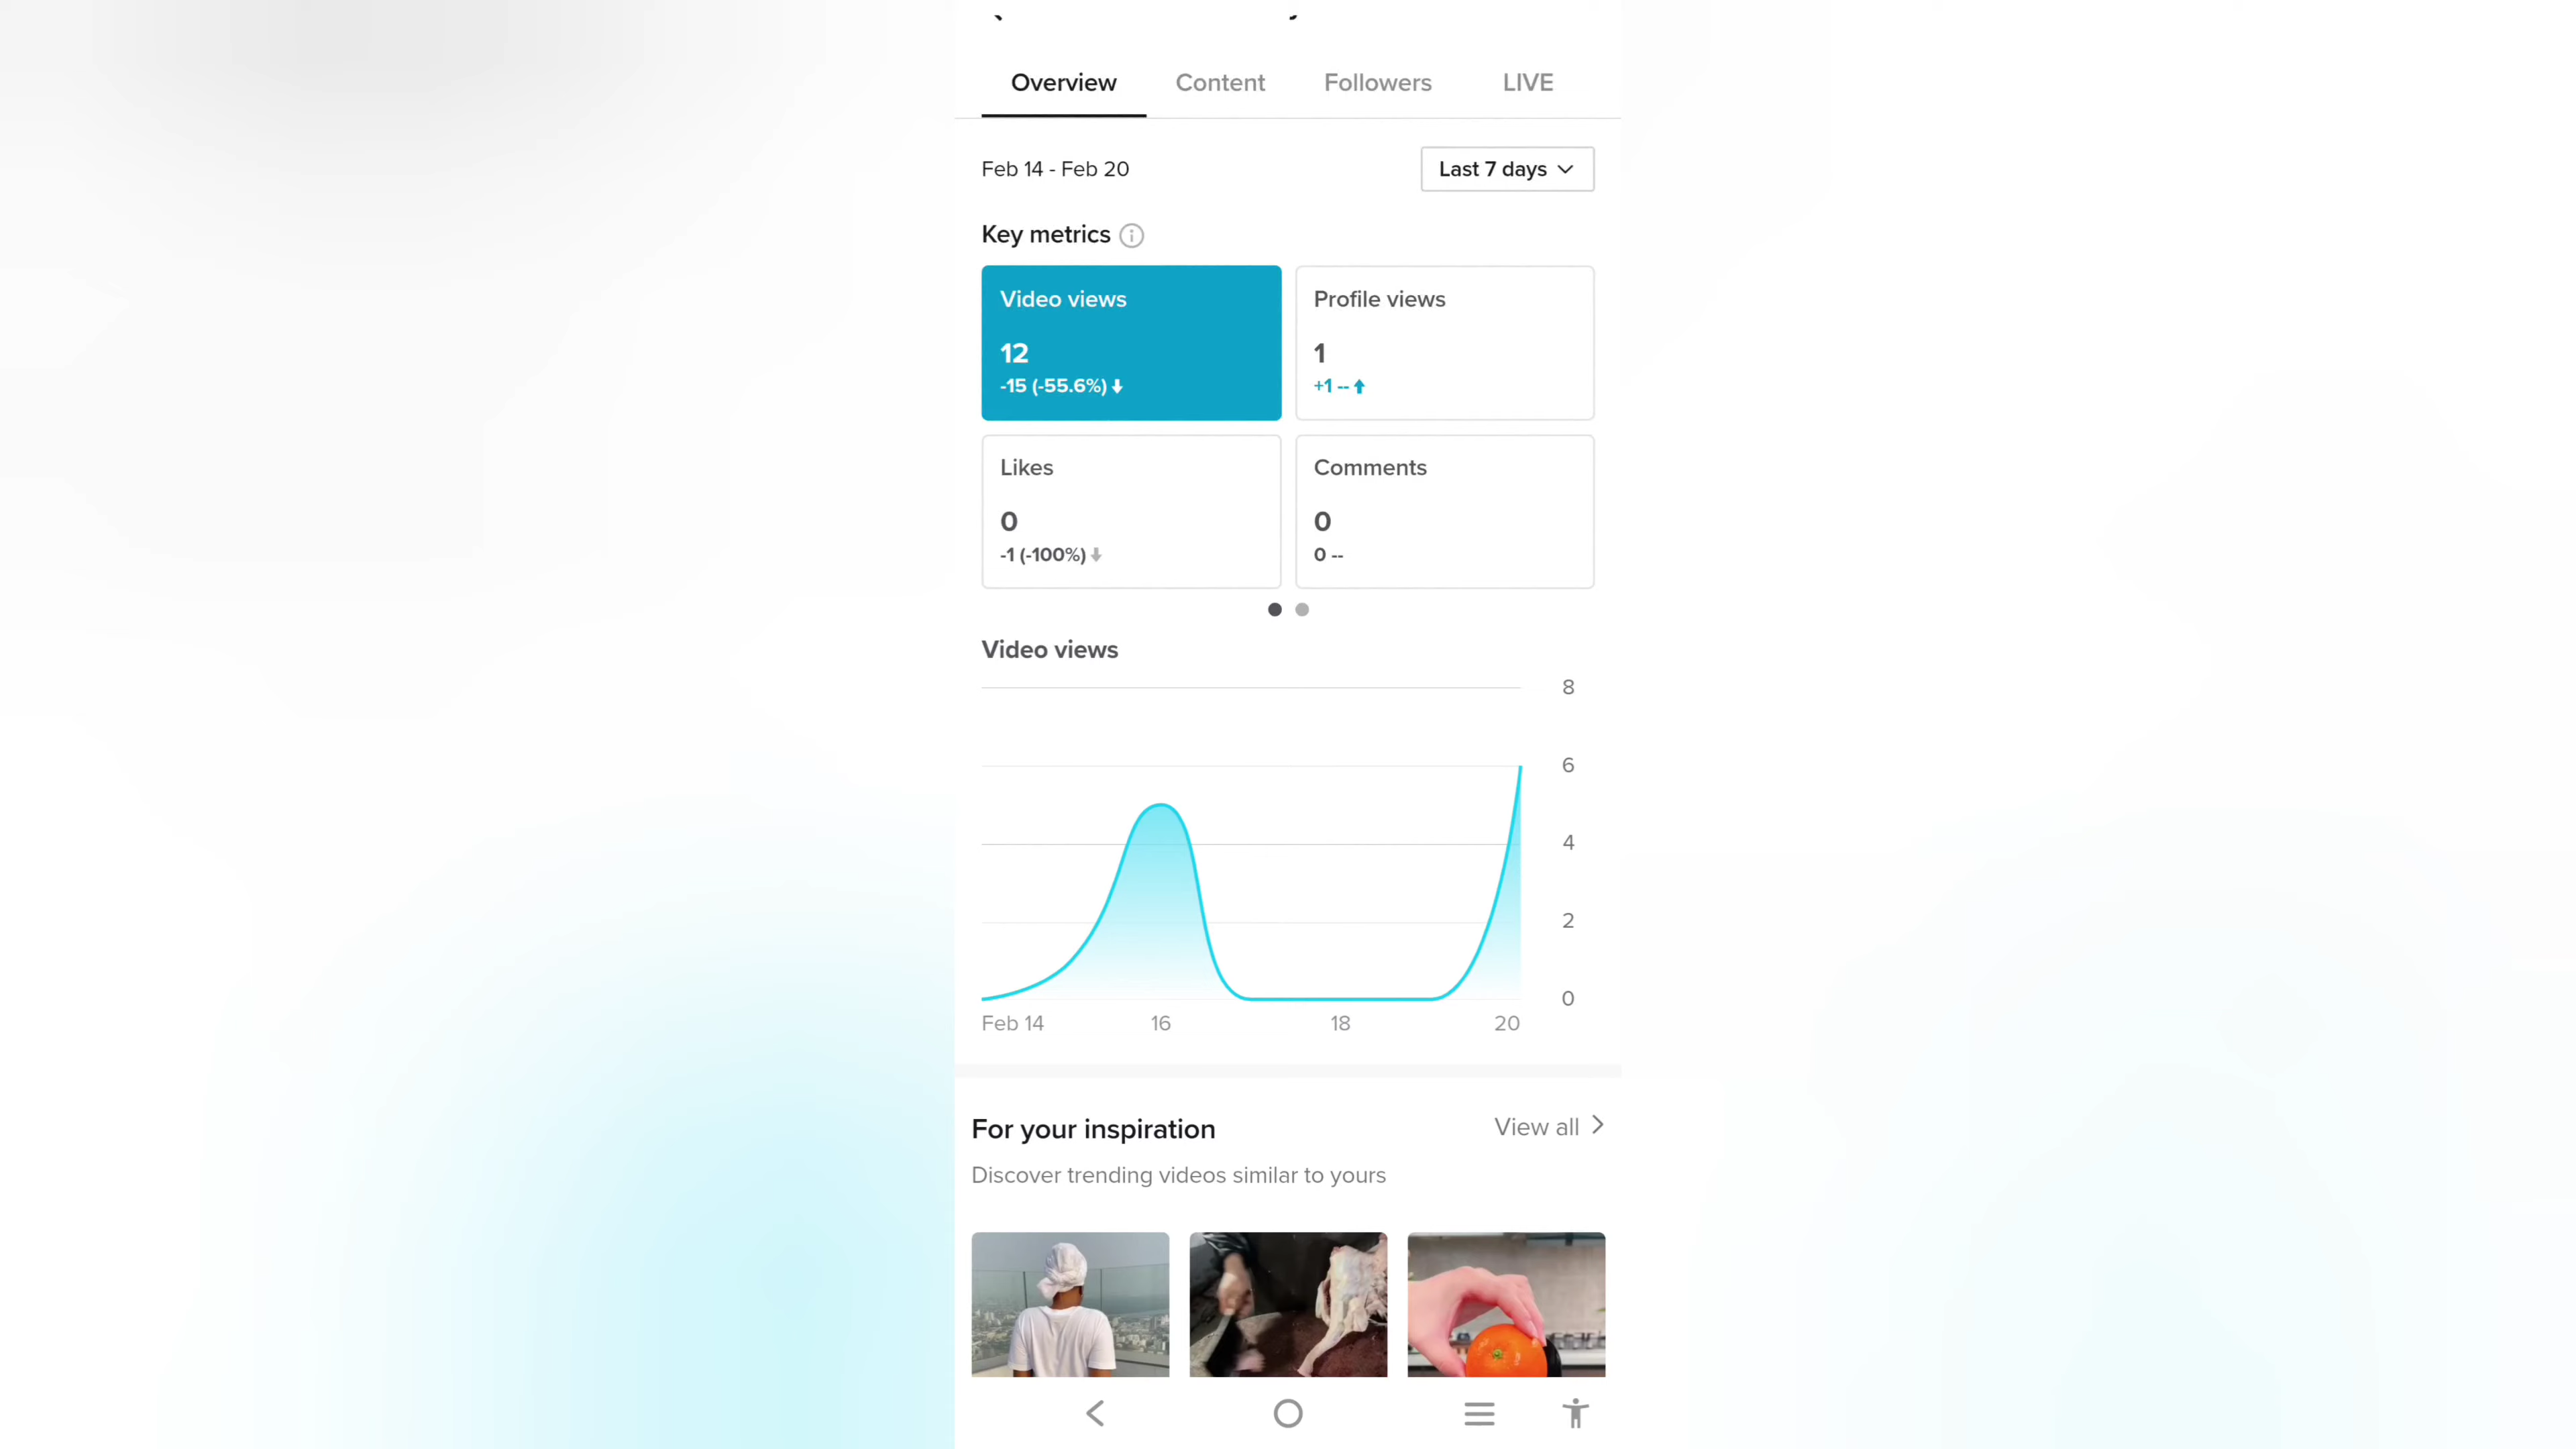 Overview Content Followers LIVE
Feb 14 - Feb 20 Last 7 days
Key metrics
Video views
12
-15 (-55.6%)
Profile views
1
+1 --
Likes
0
-1 (-100%)
Comments
0
0 --
Video views
8
6
4
2
0
Feb 14 16 18 20
For your inspiration View all
Discover trending videos similar to yours